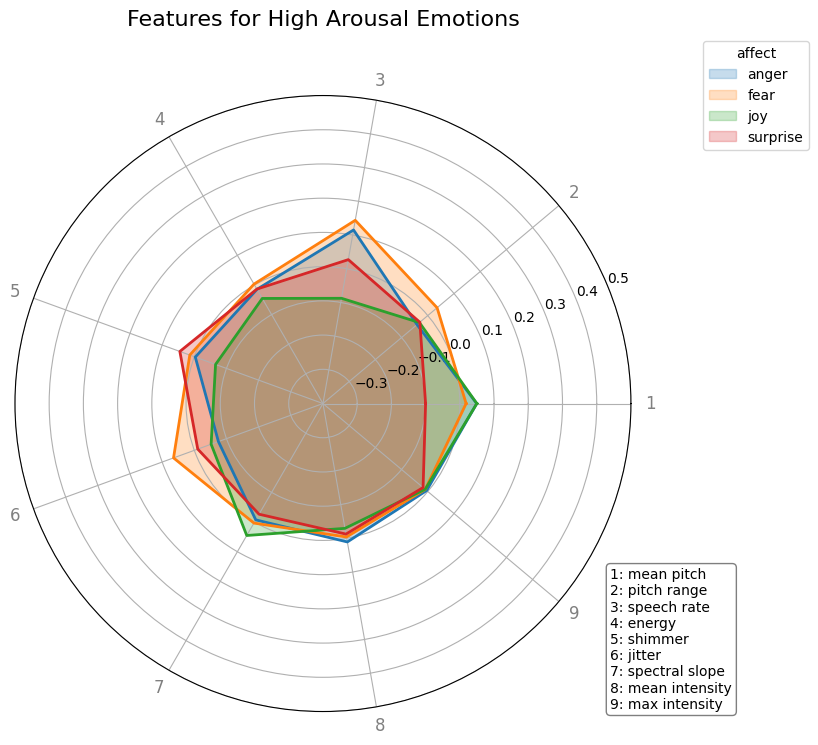 Features for High Arousal Emotions
affect
anger
fear
joy
surprise
3
4
2
5
0.5
0.4
0.3
0.2
0.1
0.0
−0.1
−0.2
−0.3
1
6
9
7
8
1: mean pitch
2: pitch range
3: speech rate
4: energy
5: shimmer
6: jitter
7: spectral slope
8: mean intensity
9: max intensity